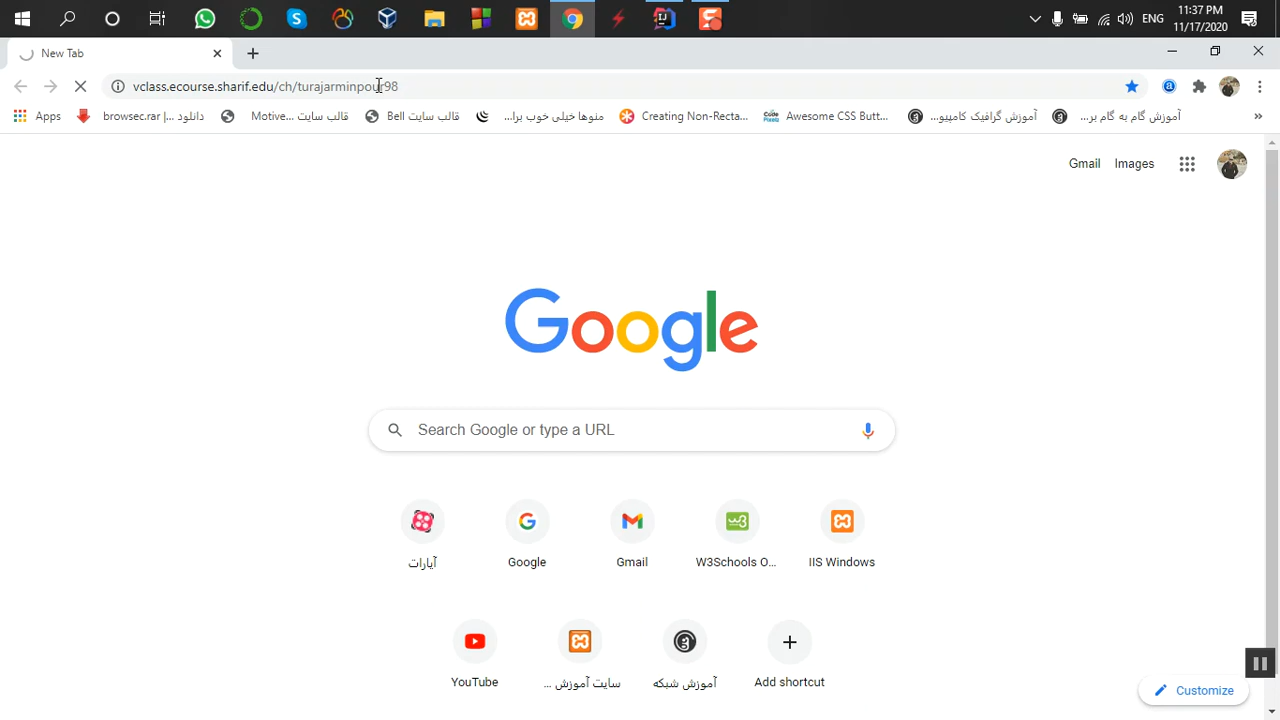 ENG
11:37 PM
11/17/2020
New Tab
vclass.ecourse.sharif.edu/ch/turajarminpour98
Apps
دانلود ...| browsec.rar
قالب سایت Motive...
قالب سایت Bell
منوها خیلی خوب برا...
Creating Non-Recta...
Awesome CSS Butt...
آموزش گرافیک کامپیو...
آموزش گام به گام بر...
»
Gmail
Images
Google
Search Google or type a URL
آپارات
Google
Gmail
W3Schools O...
IIS Windows
YouTube
سایت آموزش ...
آموزش شبکه
Add shortcut
Customize